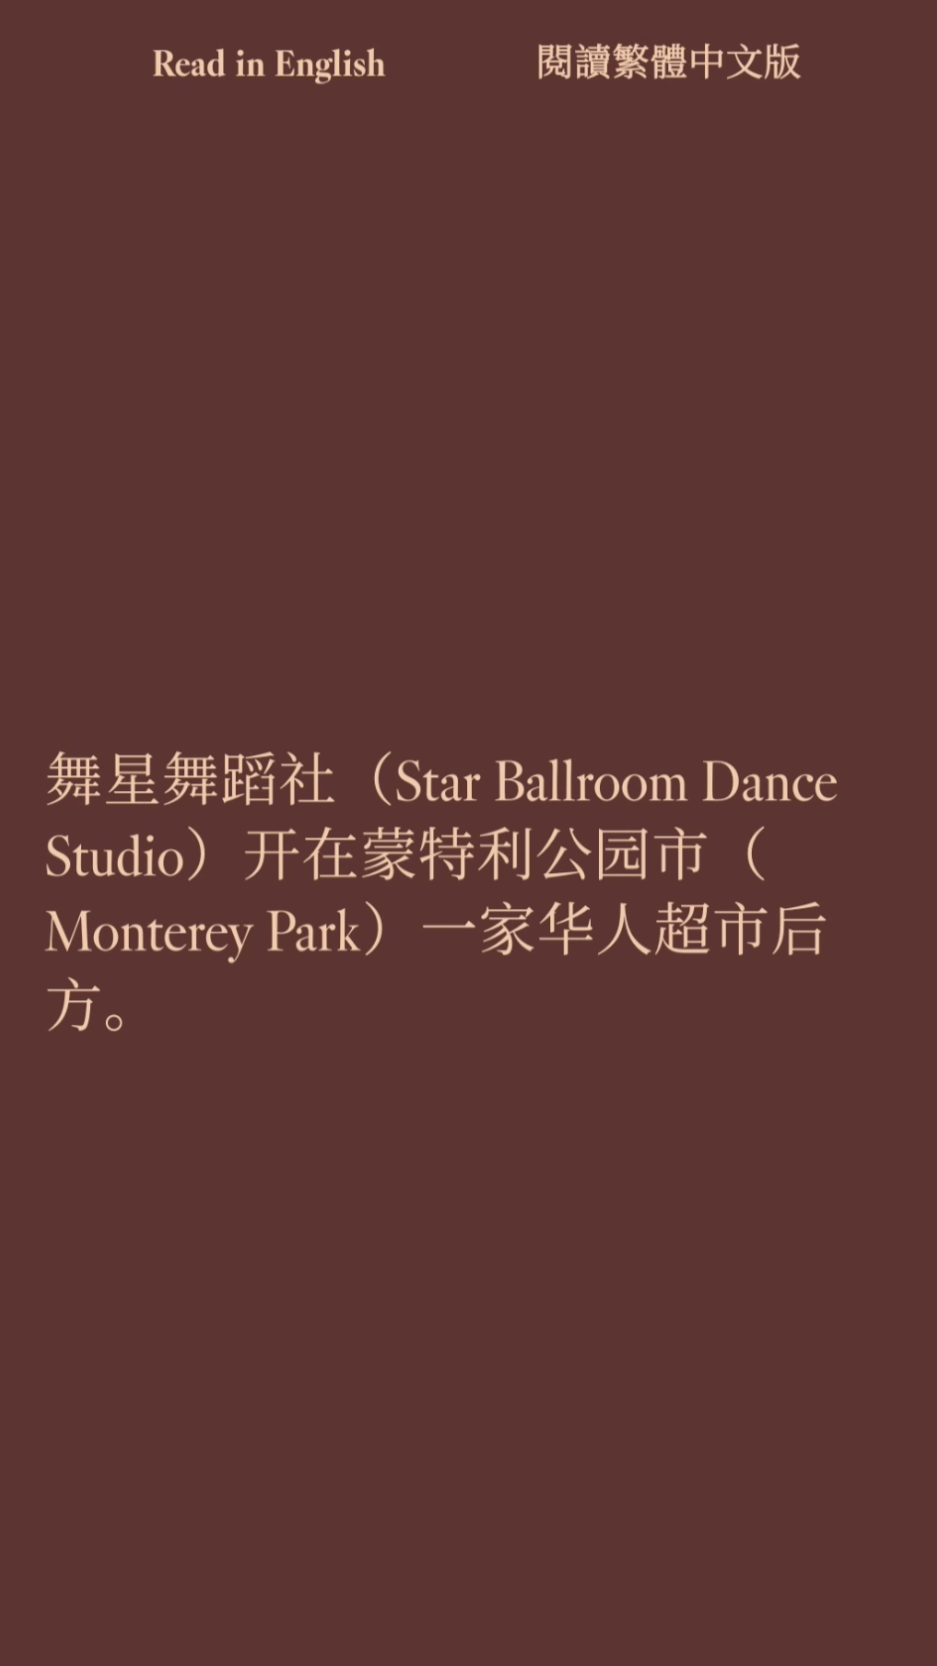 Read in English
閱讀繁體中文版
舞星舞蹈社（Star Ballroom Dance
Studio）开在蒙特利公园市（
Monterey Park）一家华人超市后
方。